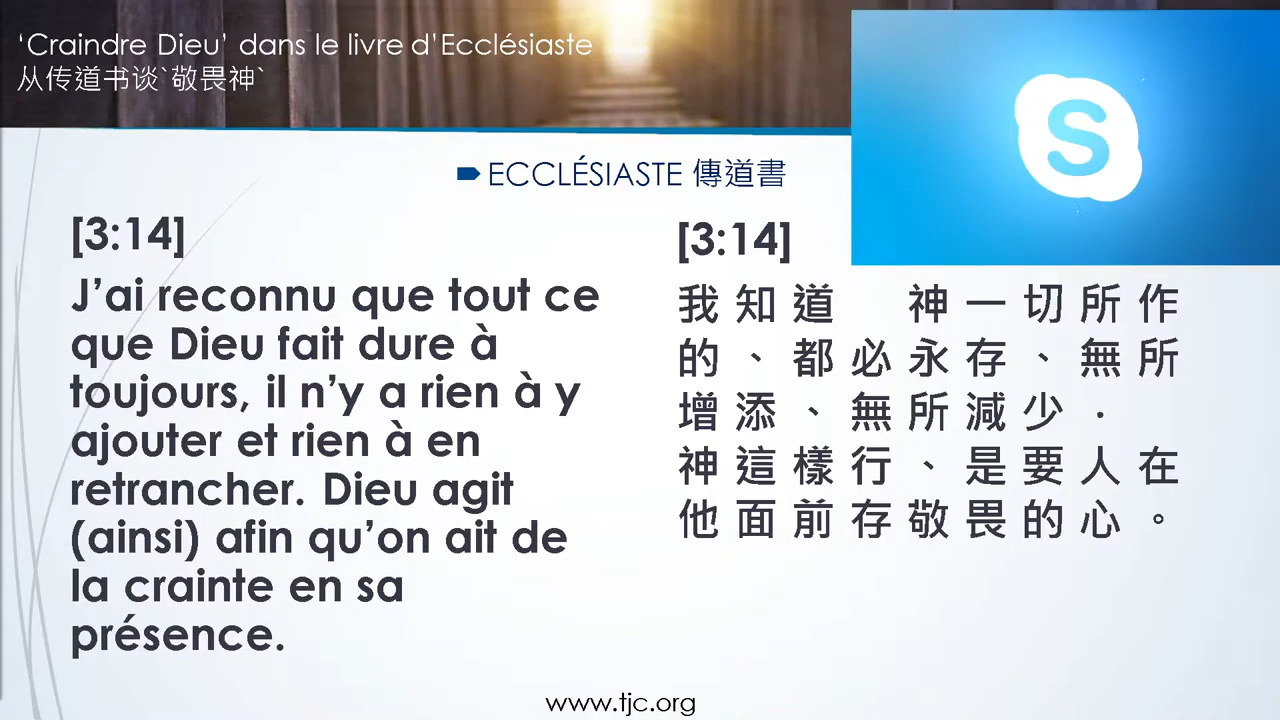 ‘Craindre Dieu’ dans le livre d’Ecclésiaste
从传道书谈`敬畏神`
ECCLÉSIASTE 傳道書
[3:14]
J’ai reconnu que tout ce
que Dieu fait dure à
toujours, il n’y a rien à y
ajouter et rien à en
retrancher. Dieu agit
(ainsi) afin qu’on ait de
la crainte en sa
présence.
[3:14]
我知道　神一切所作
的、都必永存、無所
增添、無所減少．
神這樣行、是要人在
他面前存敬畏的心。
S
www.tjc.org